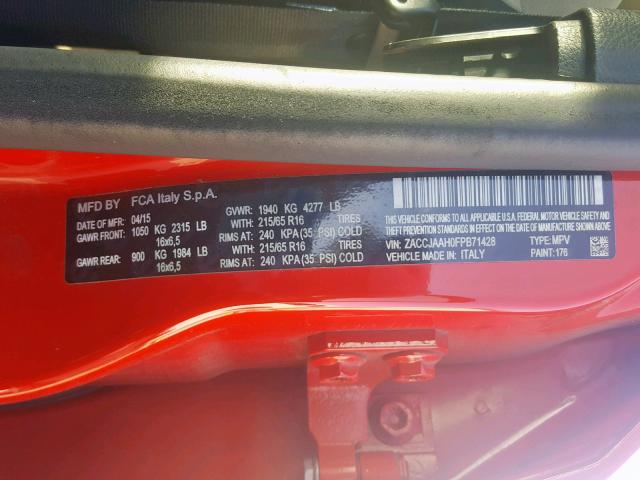 MFD BY FCA Italy S.p.A.
DATE OF MFR: 04/15 GVWR: 1940 KG 4277 LB
GAWR FRONT: 1050 KG 2315 LB WITH: 215/65 R16 TIRES
16x6,5 RIMS AT: 240 KPA (35 PSI) COLD
GAWR REAR: 900 KG 1984 LB WITH: 215/65 R16 TIRES
16x6,5 RIMS AT: 240 KPA (35 PSI) COLD
THIS VEHICLE CONFORMS TO ALL APPLICABLE U.S.A. FEDERAL MOTOR VEHICLE SAFETY, BUMPER, AND THEFT
PREVENTION STANDARDS IN EFFECT ON THE DATE OF MANUFACTURE SHOWN ABOVE
VIN: ZACCJAAH0FPB71428 TYPE: MPV
VEHICLE MADE IN: ITALY PAINT: 176